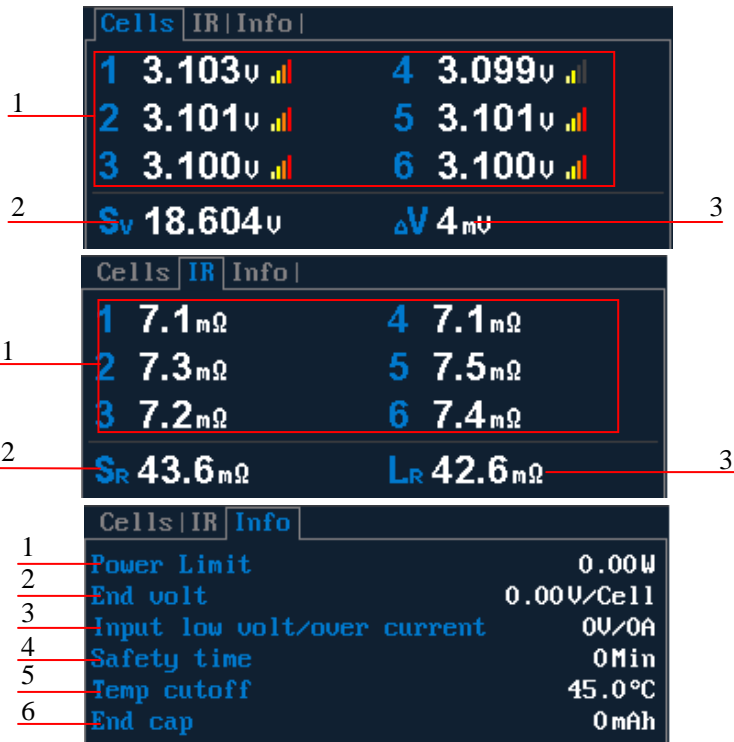 Cells IR|Info|
1 3.103V 4 3.099V
1
2 3.101V 5 3.101V
3 3.100V 6 3.100V
2 SV 18.604V ΔV 4mV 3
Cells IR Info|
1 7.1mΩ 4 7.1mΩ
1
2 7.3mΩ 5 7.5mΩ
3 7.2mΩ 6 7.4mΩ
2 SR 43.6mΩ LR 42.6mΩ 3
Cells|IR Info
1 Power Limit 0.00W
2 End volt 0.00V/Cell
3 Input low volt/over current 0V/0A
4 Safety time 0Min
5 Temp cutoff 45.0°C
6 End cap 0mAh